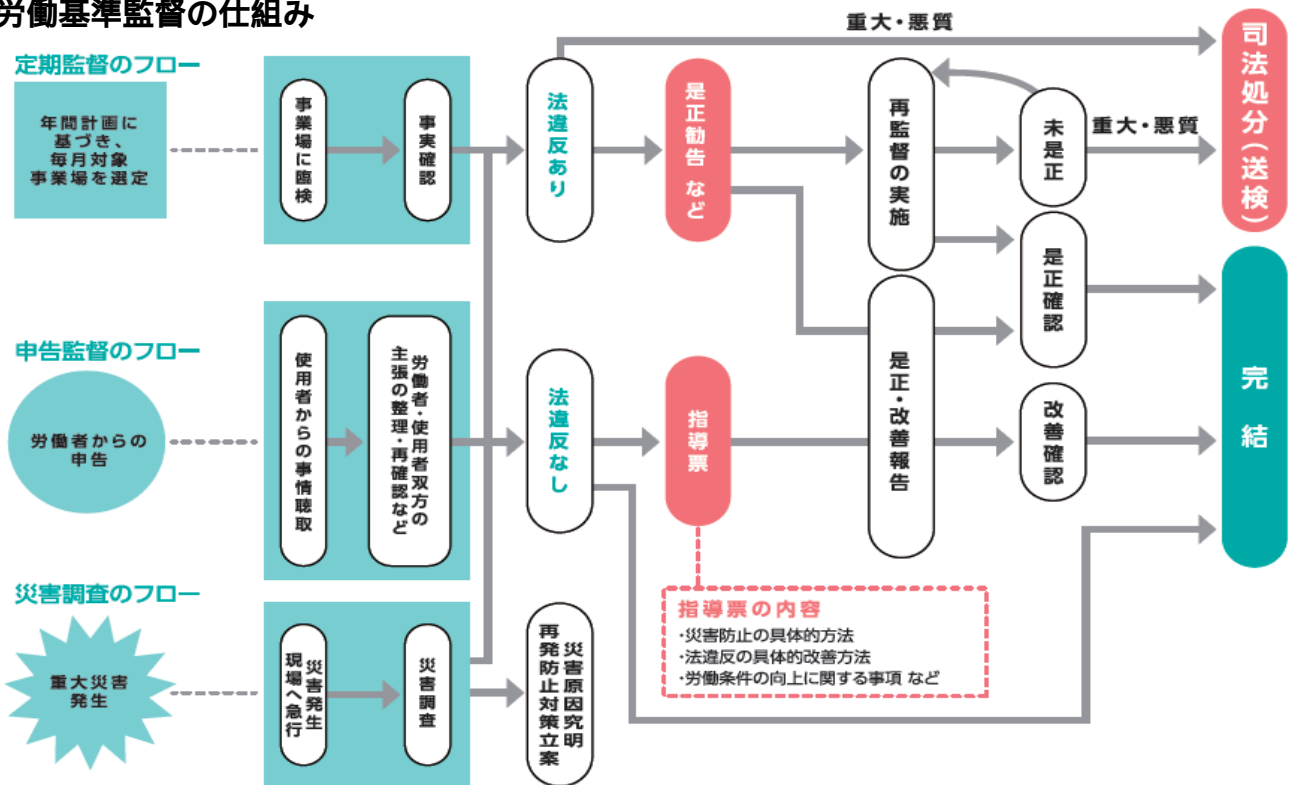 労働基準監督の仕組み
定期監督のフロー
年間計画に
基づき、
毎月対象
事業場を選定
事業場に臨検
事実確認
法違反あり
是正勧告 など
再監督の実施
未是正
重大・悪質
重大・悪質
司法処分(送検)
是正確認
申告監督のフロー
労働者からの
申告
使用者からの事情聴取
労働者・使用者双方の
主張の整理・再確認など
法違反なし
指導票
是正・改善報告
改善確認
完結
指導票の内容
・災害防止の具体的方法
・法違反の具体的改善方法
・労働条件の向上に関する事項 など
災害調査のフロー
重大災害
発生
災害発生
現場へ急行
災害調査
災害原因究明
再発防止対策立案